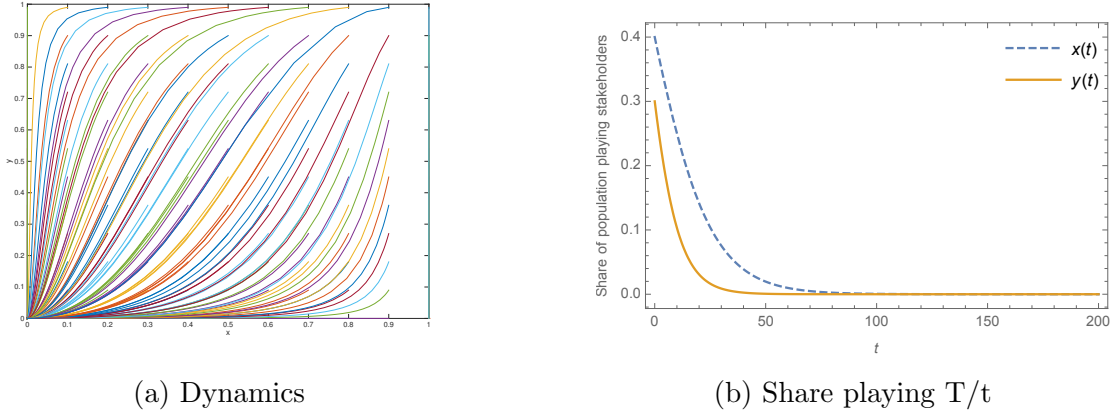 1
0.9
0.8
0.7
0.6
0.5
0.4
0.3
0.2
0.1
0
y
0 0.1 0.2 0.3 0.4 0.5 0.6 0.7 0.8 0.9 1
x
(a) Dynamics
Share of population playing stakeholders
0.4
0.3
0.2
0.1
0.0
x(t)
y(t)
0 50 100 150 200
t
(b) Share playing T/t